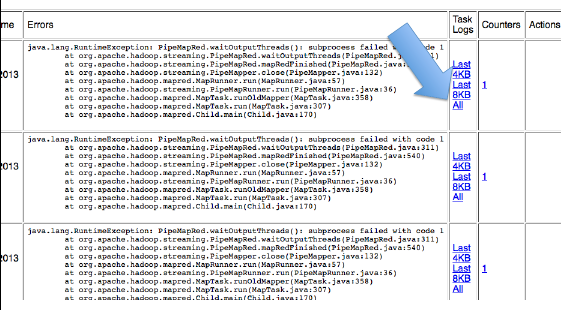 me Errors Task Logs Counters Actions
java.lang.RuntimeException: PipeMapRed.waitOutputThreads(): subprocess failed code 1
at org.apache.hadoop.streaming.PipeMapRed.waitOutputThreads(PipeMapRed.j
at org.apache.hadoop.streaming.PipeMapRed.mapRedFinished(PipeMapRed.java
at org.apache.hadoop.streaming.PipeMapper.close(PipeMapper.java:132)
at org.apache.hadoop.mapred.MapRunner.run(MapRunner.java:57)
at org.apache.hadoop.streaming.PipeMapRunner.run(PipeMapRunner.java:36)
at org.apache.hadoop.mapred.MapTask.runOldMapper(MapTask.java:358)
at org.apache.hadoop.mapred.MapTask.run(MapTask.java:307)
at org.apache.hadoop.mapred.Child.main(Child.java:170)
2013
Last
4KB
Last
8KB
All
1
java.lang.RuntimeException: PipeMapRed.waitOutputThreads(): subprocess failed with code 1
at org.apache.hadoop.streaming.PipeMapRed.waitOutputThreads(PipeMapRed.java:311)
at org.apache.hadoop.streaming.PipeMapRed.mapRedFinished(PipeMapRed.java:540)
at org.apache.hadoop.streaming.PipeMapper.close(PipeMapper.java:132)
at org.apache.hadoop.mapred.MapRunner.run(MapRunner.java:57)
at org.apache.hadoop.streaming.PipeMapRunner.run(PipeMapRunner.java:36)
at org.apache.hadoop.mapred.MapTask.runOldMapper(MapTask.java:358)
at org.apache.hadoop.mapred.MapTask.run(MapTask.java:307)
at org.apache.hadoop.mapred.Child.main(Child.java:170)
2013
Last
4KB
Last
8KB
All
1
java.lang.RuntimeException: PipeMapRed.waitOutputThreads(): subprocess failed with code 1
at org.apache.hadoop.streaming.PipeMapRed.waitOutputThreads(PipeMapRed.java:311)
at org.apache.hadoop.streaming.PipeMapRed.mapRedFinished(PipeMapRed.java:540)
at org.apache.hadoop.streaming.PipeMapper.close(PipeMapper.java:132)
at org.apache.hadoop.mapred.MapRunner.run(MapRunner.java:57)
at org.apache.hadoop.streaming.PipeMapRunner.run(PipeMapRunner.java:36)
at org.apache.hadoop.mapred.MapTask.runOldMapper(MapTask.java:358)
at org.apache.hadoop.mapred.MapTask.run(MapTask.java:307)
at org.apache.hadoop.mapred.Child.main(Child.java:170)
2013
Last
4KB
Last
8KB
All
1